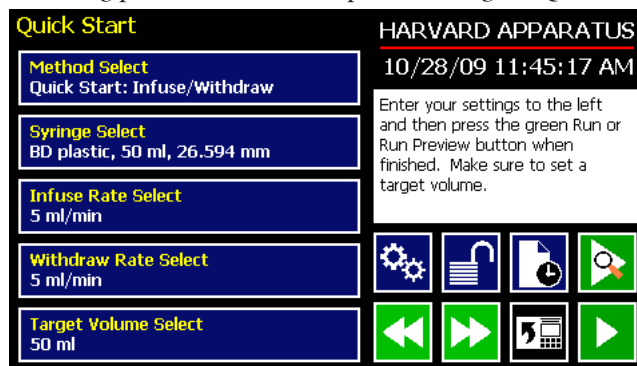 Quick Start
Method Select
Quick Start: Infuse/Withdraw
Syringe Select
BD plastic, 50 ml, 26.594 mm
Infuse Rate Select
5 ml/min
Withdraw Rate Select
5 ml/min
Target Volume Select
50 ml
HARVARD APPARATUS
10/28/09 11:45:17 AM
Enter your settings to the left
and then press the green Run or
Run Preview button when
finished. Make sure to set a
target volume.